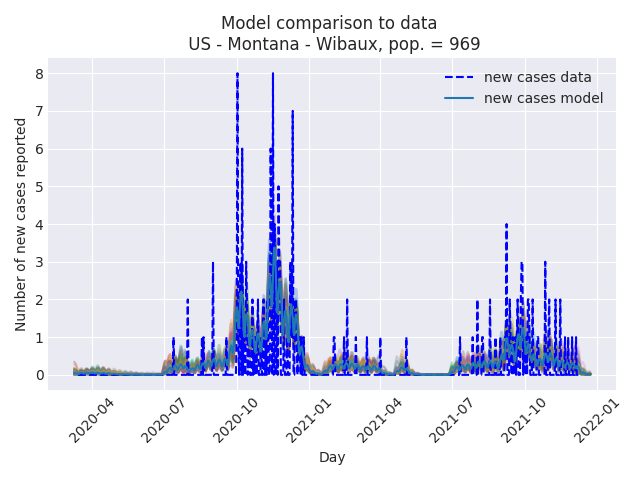 Model comparison to data
US - Montana - Wibaux, pop. = 969
new cases data
new cases model
Number of new cases reported
8
7
6
5
4
3
2
1
0
2020-04
2020-07
2020-10
2021-01
2021-04
2021-07
2021-10
2022-01
Day